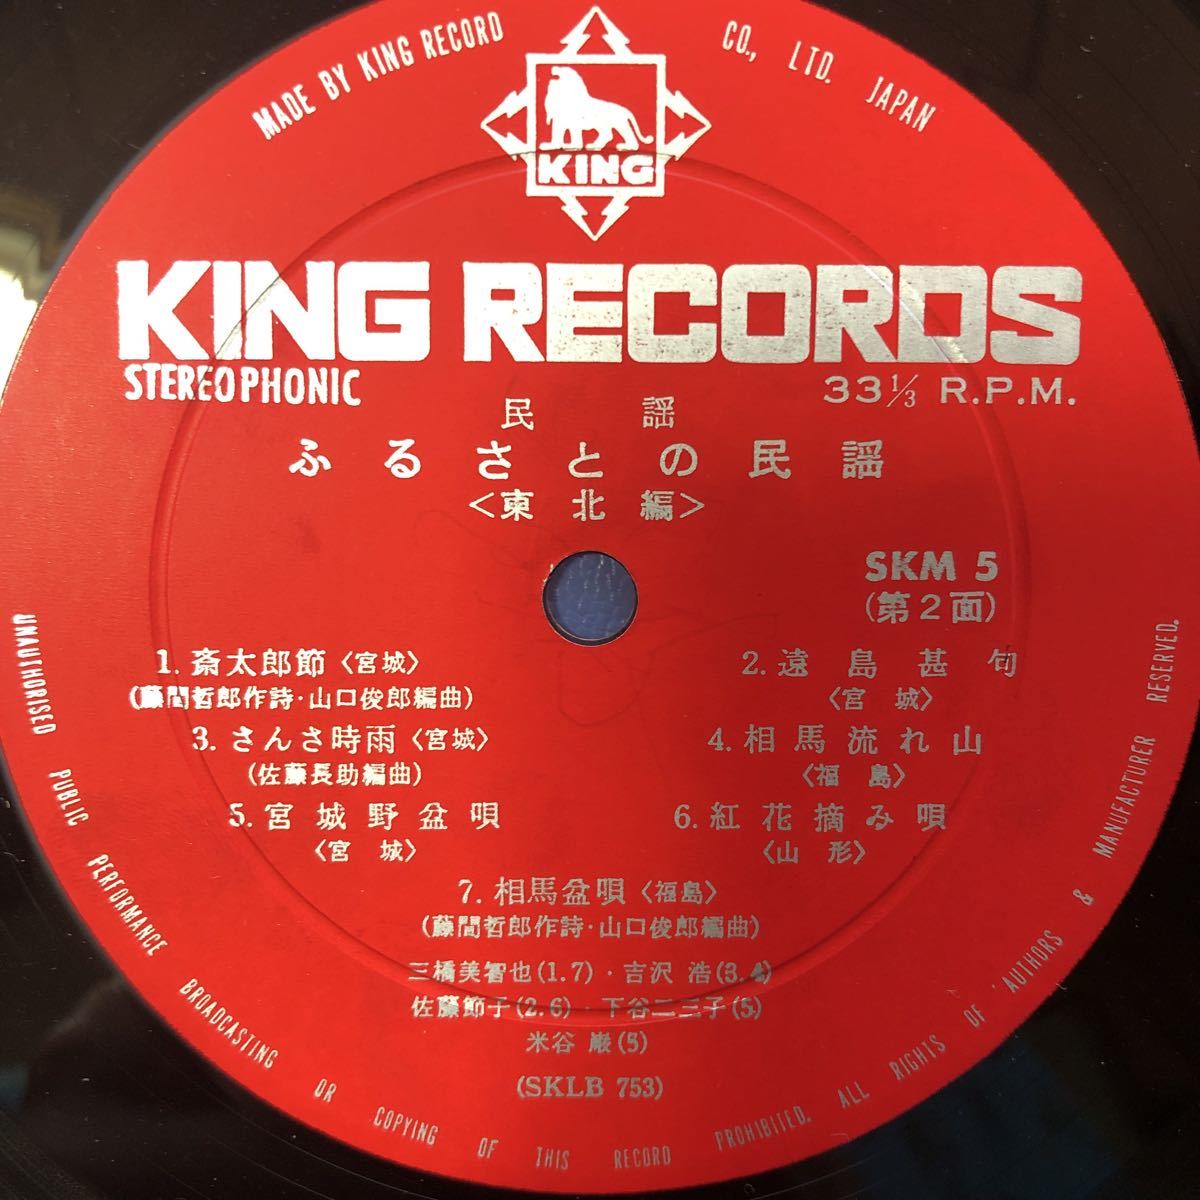 MADE BY KING RECORD CO., LTD. JAPAN
KING
KING RECORDS
STEREOPHONIC
33 1/3 R.P.M.
民謡
ふるさとの民謡
<東北編>
SKM 5
(第2面)
1. 斎太郎節〈宮城〉
(藤間哲郎作詩・山口俊郎編曲)
2. 遠島甚句
〈宮城〉
3. さんさ時雨〈宮城〉
(佐藤長助編曲)
4. 相馬流れ山
〈福島〉
5. 宮城野盆唄
〈宮城〉
6. 紅花摘み唄
〈山形〉
7. 相馬盆唄〈福島〉
(藤間哲郎作詩・山口俊郎編曲)
三橋美智也(1.7)・吉沢 浩(3.4)
佐藤節子(2.6)・下谷二三子(5)
米谷 巌(5)
(SKLB 753)
UNAUTHORISED PUBLIC PERFORMANCE BROADCASTING OR COPYING OF THIS RECORD PROHIBITED. ALL RIGHTS OF AUTHORS & MANUFACTURER RESERVED.